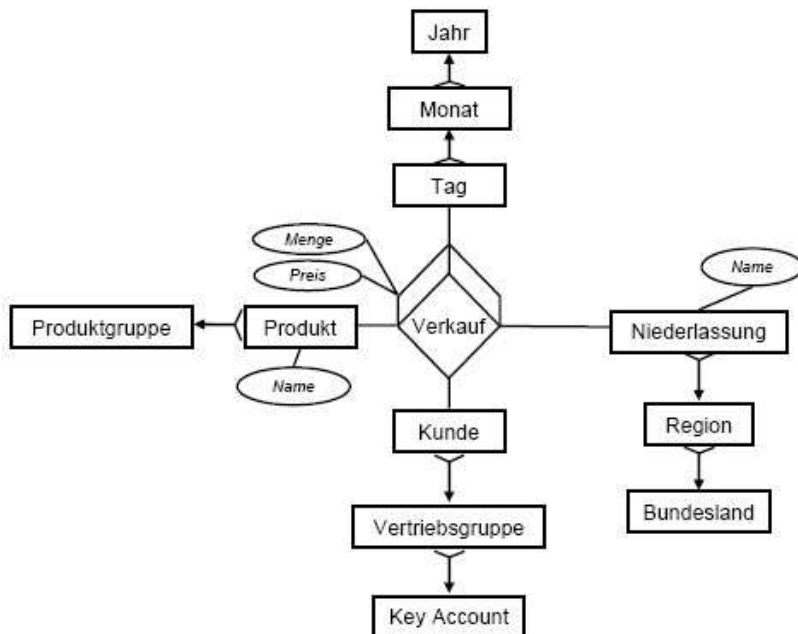 Jahr
Monat
Tag
Menge
Preis
Name
Produktgruppe
Produkt
Verkauf
Niederlassung
Name
Kunde
Region
Vertriebsgruppe
Bundesland
Key Account